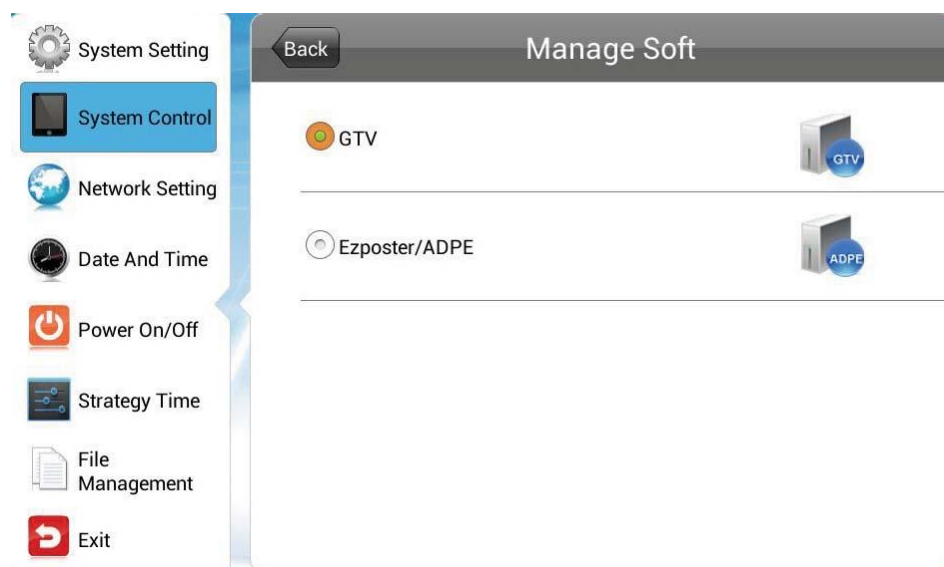 System Setting
System Control
Network Setting
Date And Time
Power On/Off
Strategy Time
File
Management
Exit
Back
Manage Soft
GTV
GTV
Ezposter/ADPE
ADPE